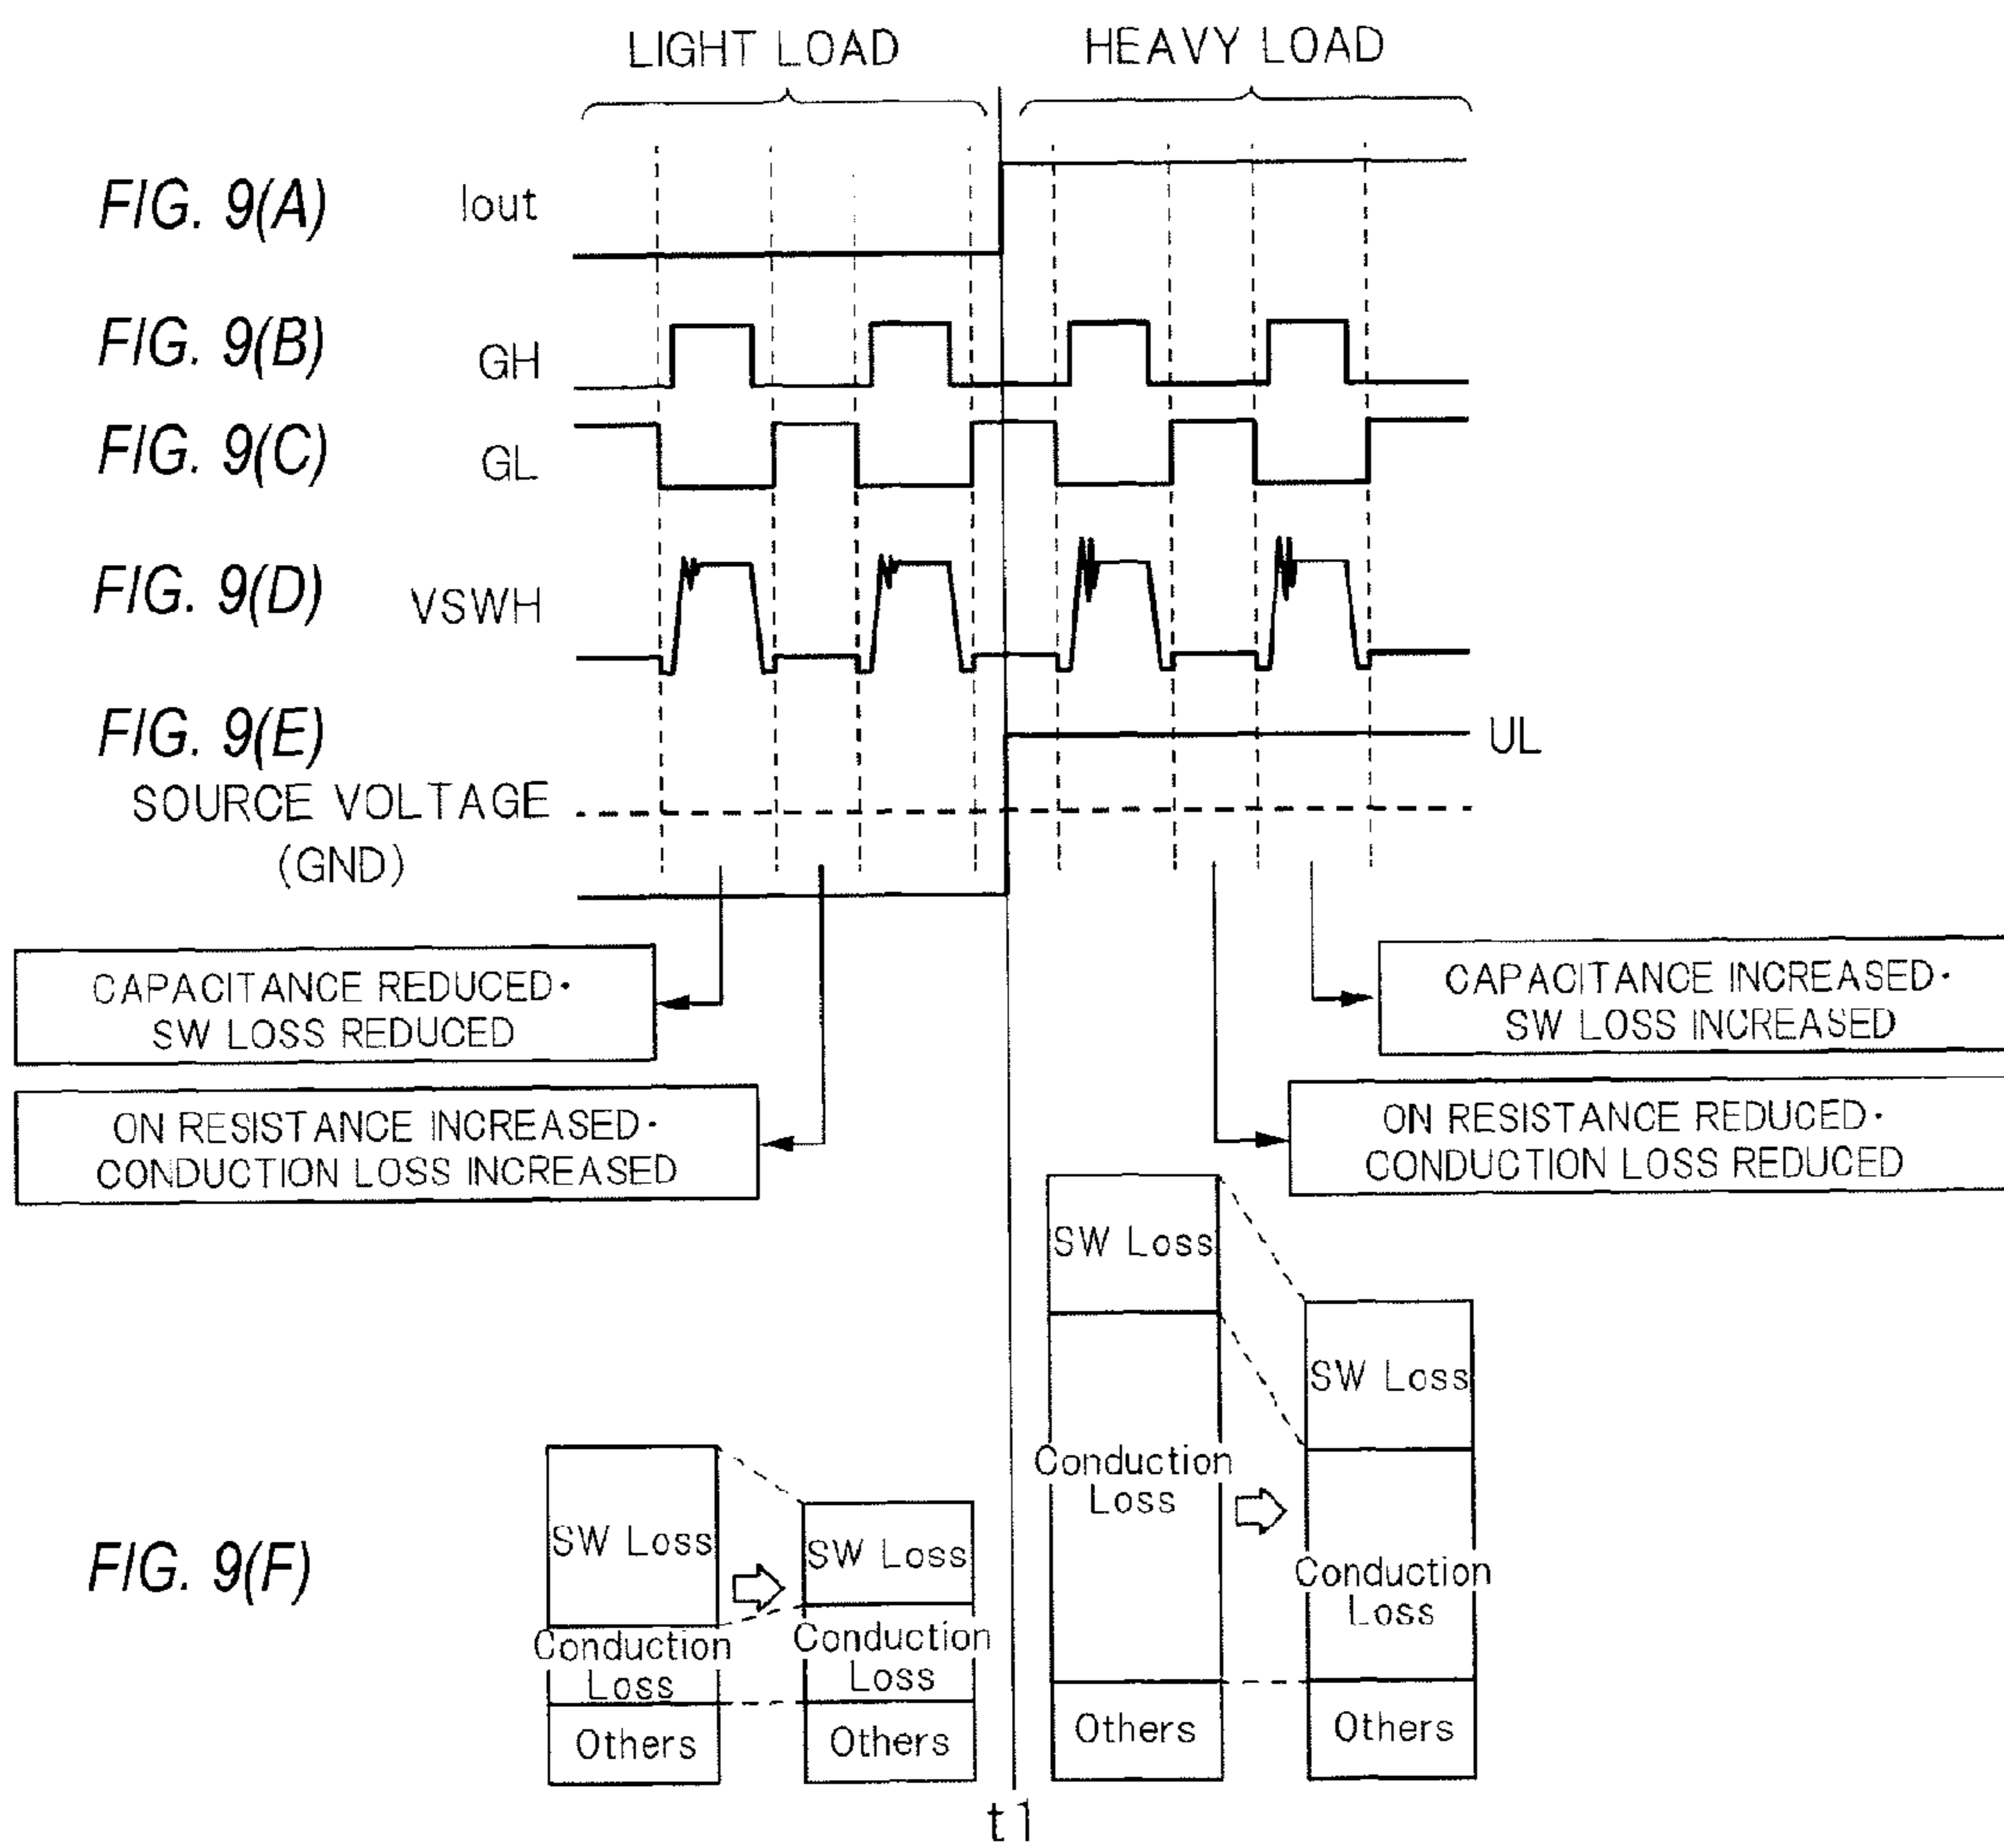 LIGHT LOAD
HEAVY LOAD
FIG. 9(A)
Iout
FIG. 9(B)
GH
FIG. 9(C)
GL
FIG. 9(D)
VSWH
FIG. 9(E)
UL
SOURCE VOLTAGE
(GND)
CAPACITANCE REDUCED·
SW LOSS REDUCED
CAPACITANCE INCREASED·
SW LOSS INCREASED
ON RESISTANCE INCREASED·
CONDUCTION LOSS INCREASED
ON RESISTANCE REDUCED·
CONDUCTION LOSS REDUCED
FIG. 9(F)
SW Loss
Conduction
Loss
Others
SW Loss
Conduction
Loss
Others
SW Loss
Conduction
Loss
Others
SW Loss
Conduction
Loss
Others
t1